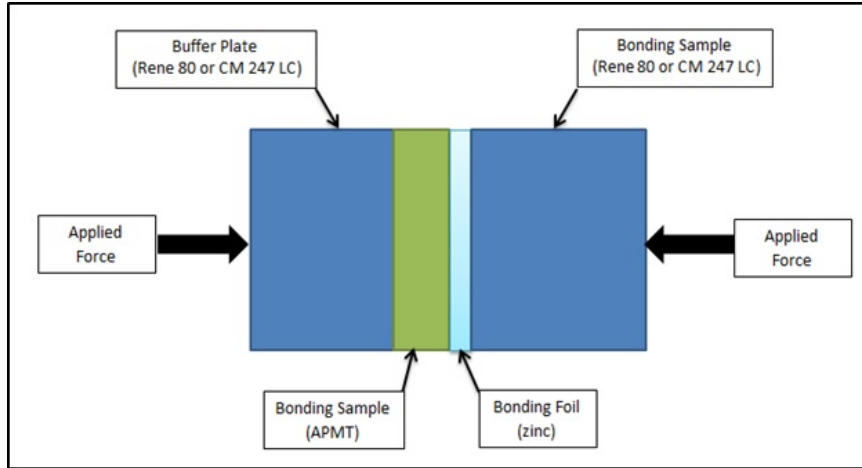 Buffer Plate
(Rene 80 or CM 247 LC)
Bonding Sample
(Rene 80 or CM 247 LC)
Applied
Force
Applied
Force
Bonding Sample
(APMT)
Bonding Foil
(zinc)